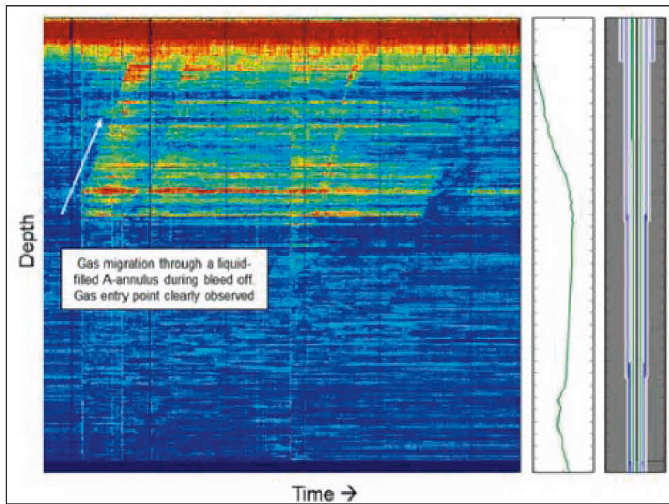 Depth
Gas migration through a liquid-
filled A-annulus during bleed off.
Gas entry point clearly observed
Time →